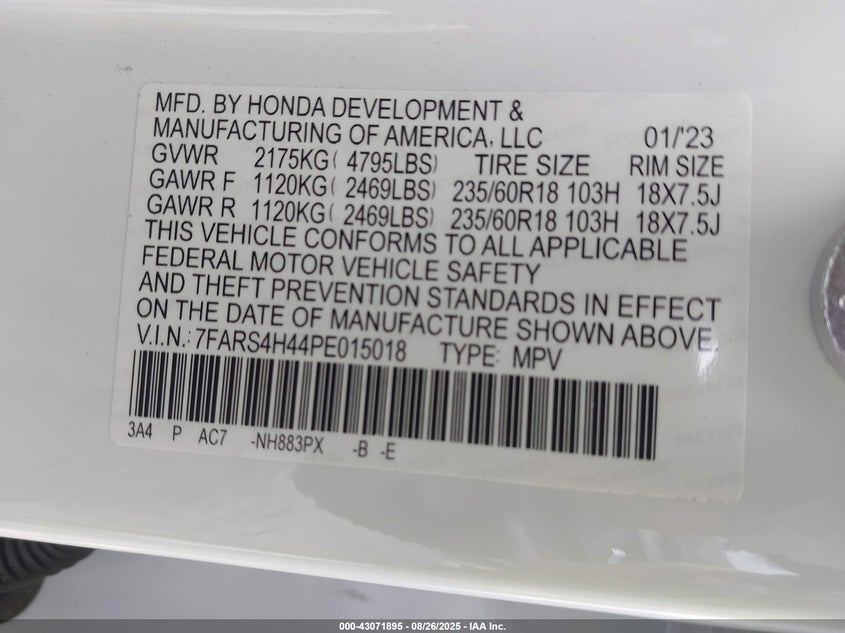 MFD. BY HONDA DEVELOPMENT &
MANUFACTURING OF AMERICA, LLC 01/'23
GVWR 2175KG( 4795LBS) TIRE SIZE RIM SIZE
GAWR F 1120KG( 2469LBS) 235/60R18 103H 18X7.5J
GAWR R 1120KG( 2469LBS) 235/60R18 103H 18X7.5J
THIS VEHICLE CONFORMS TO ALL APPLICABLE
FEDERAL MOTOR VEHICLE SAFETY
AND THEFT PREVENTION STANDARDS IN EFFECT
ON THE DATE OF MANUFACTURE SHOWN ABOVE.
V.I.N.: 7FARS4H44PE015018 TYPE: MPV
3A4 P AC7 -NH883PX -B -E
000-43071895 - 08/26/2025 - IAA Inc.